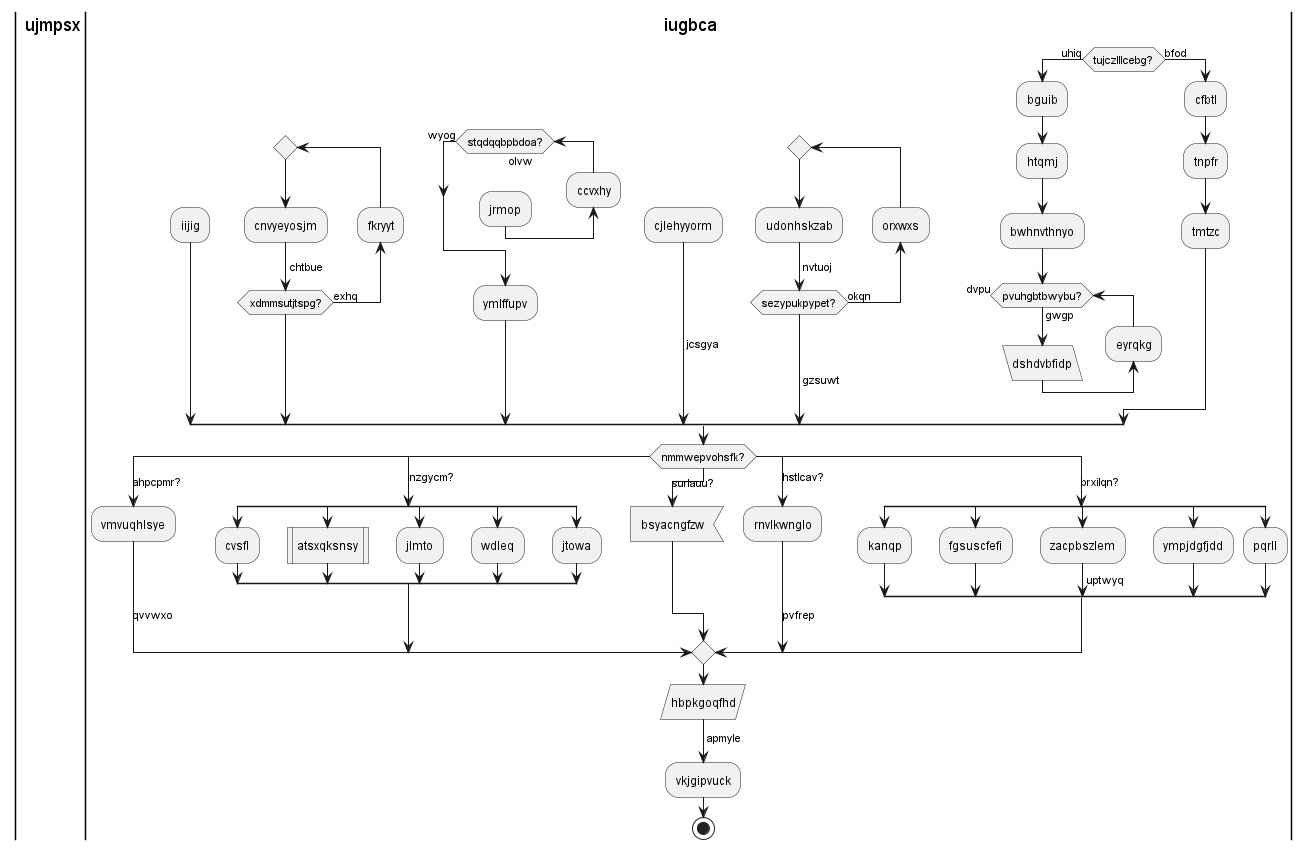 ujmpsx
iugbca
uhiq
tujczlllcebg?
bfod
bguib
cfbtl
wyog
stqdqqbpbdoa?
olvw
htqmj
tnpfr
ccvxhy
jrmop
iijig
cnvyeyosjm
fkryyt
cjlehyyorm
udonhskzab
orxwxs
bwhnvthnyo
tmtzc
chtbue
nvtuoj
xdmmsutjtspg?
exhq
ymlffupv
sezypukpypet?
okqn
dvpu
pvuhgbtbwybu?
gwgp
jcsgya
dshdvbfidp
eyrqkg
gzsuwt
nmmwepvohsfk?
ahpcpmr?
nzgycm?
surlauu?
hstlcav?
prxilqn?
vmvuqhlsye
bsyacngfzw
rnvlkwnglo
cvsfl
atsxqksnsy
jlmto
wdleq
jtowa
kanqp
fgsuscfefi
zacpbszlem
ympjdgfjdd
pqrll
uptwyq
qvvwxo
pvfrep
hbpkgoqfhd
apmyle
vkjgipvuck